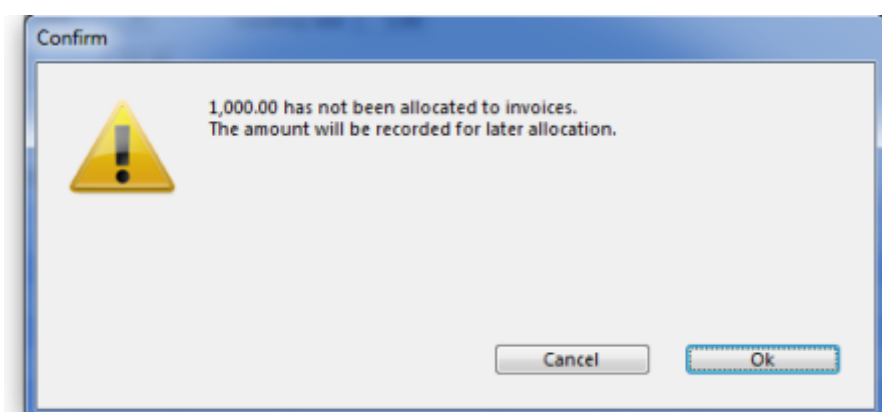 Confirm
1,000.00 has not been allocated to invoices.
The amount will be recorded for later allocation.
Cancel
Ok